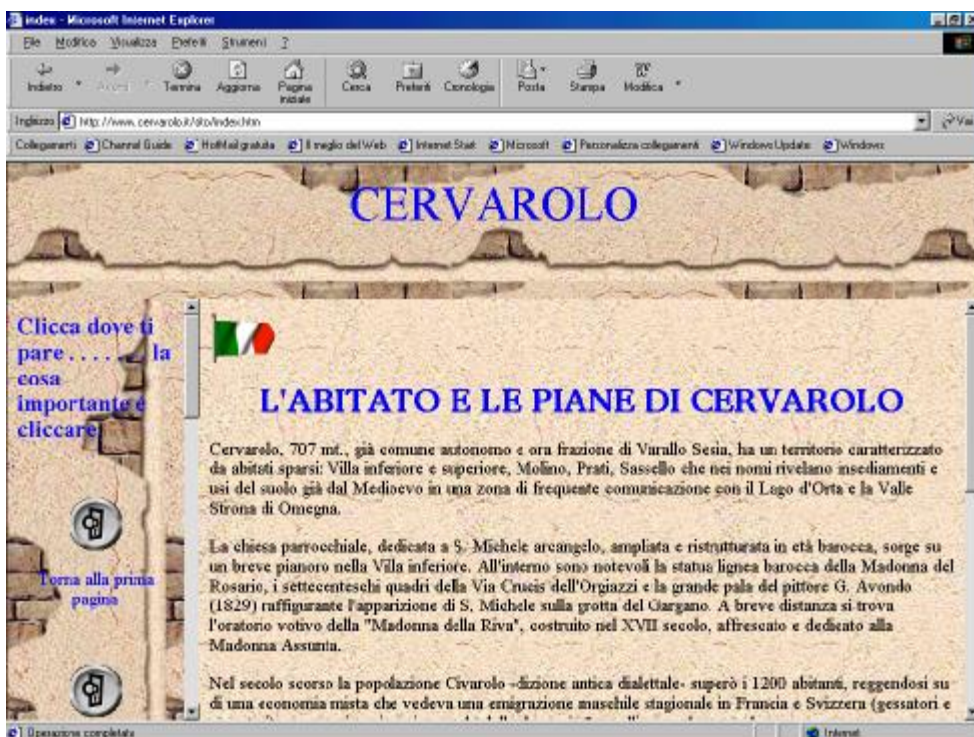 index - Microsoft Internet Explorer
File Modifica Visualizza Preferiti Strumenti ?
Indietro Avanti Termina Aggiorna Pagina iniziale Cerca Preferiti Cronologia Posta Stampa Modifica
Indirizzo http://www.cervarolo.it/sito/index.htm Vai
Collegamenti Channel Guide HotMail gratuita Il meglio del Web Internet Start Microsoft Personalizza collegamenti Windows Update Windows
CERVAROLO
Clicca dove ti
pare . . . . . . . la
cosa
importante è
cliccare
Torna alla prima
pagina
L'ABITATO E LE PIANE DI CERVAROLO
Cervarolo, 707 mt., già comune autonomo e ora frazione di Varallo Sesia, ha un territorio caratterizzato
da abitati sparsi: Villa inferiore e superiore, Molino, Prati, Sassello che nei nomi rivelano insediamenti e
usi del suolo già dal Medioevo in una zona di frequente comunicazione con il Lago d'Orta e la Valle
Strona di Omegna.
La chiesa parrocchiale, dedicata a S. Michele arcangelo, ampliata e ristrutturata in età barocca, sorge su
un breve pianoro nella Villa inferiore. All'interno sono notevoli la statua lignea barocca della Madonna del
Rosario, i settecenteschi quadri della Via Crucis dell'Orgiazzi e la grande pala del pittore G. Avondo
(1829) raffigurante l'apparizione di S. Michele sulla grotta del Gargano. A breve distanza si trova
l'oratorio votivo della "Madonna della Riva", costruito nel XVII secolo, affrescato e dedicato alla
Madonna Assunta.
Nel secolo scorso la popolazione Civarolo -dizione antica dialettale- superò i 1200 abitanti, reggendosi su
di una economia mista che vedeva una emigrazione maschile stagionale in Francia e Svizzera (gessatori e
Operazione completata Internet